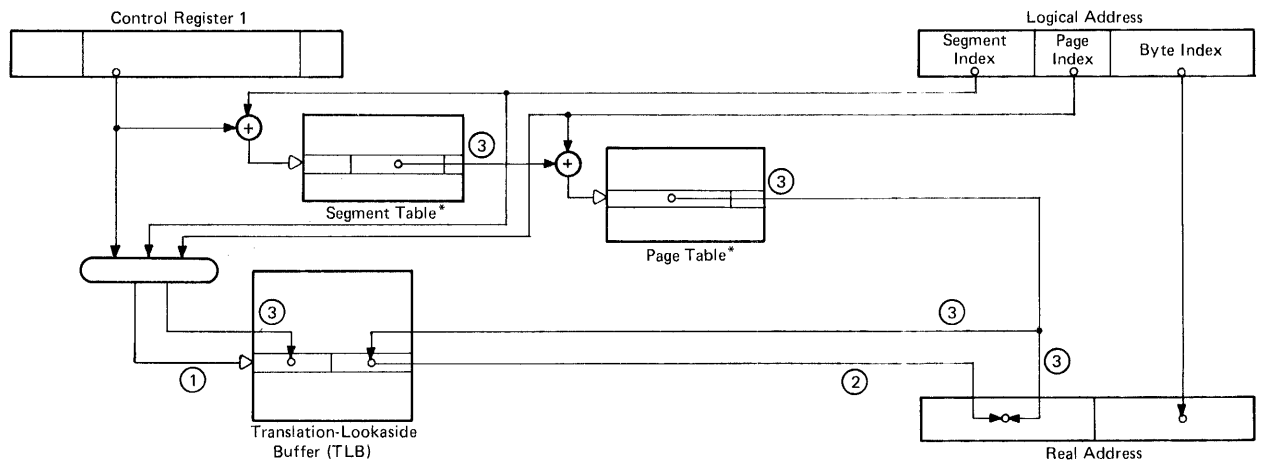 Control Register 1
Logical Address
Segment Index
Page Index
Byte Index
+
3
+
3
Segment Table*
Page Table*
3
3
1
2
3
Translation-Lookaside
Buffer (TLB)
Real Address